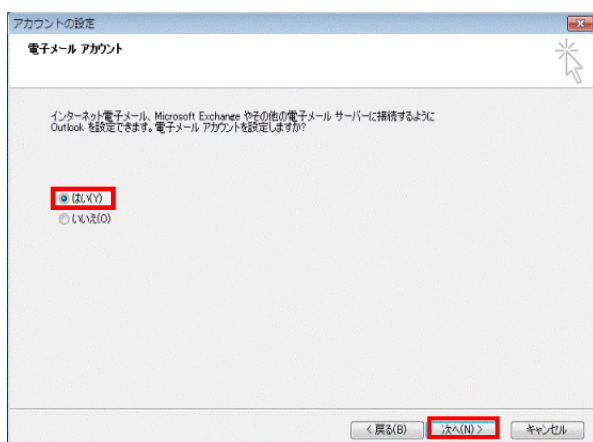 アカウントの設定
電子メール アカウント
インターネット電子メール、Microsoft Exchange やその他の電子メール サーバーに接続するように
Outlook を設定できます。電子メール アカウントを設定しますか?
はい(Y)
いいえ(O)
< 戻る(B)
次へ(N) >
キャンセル